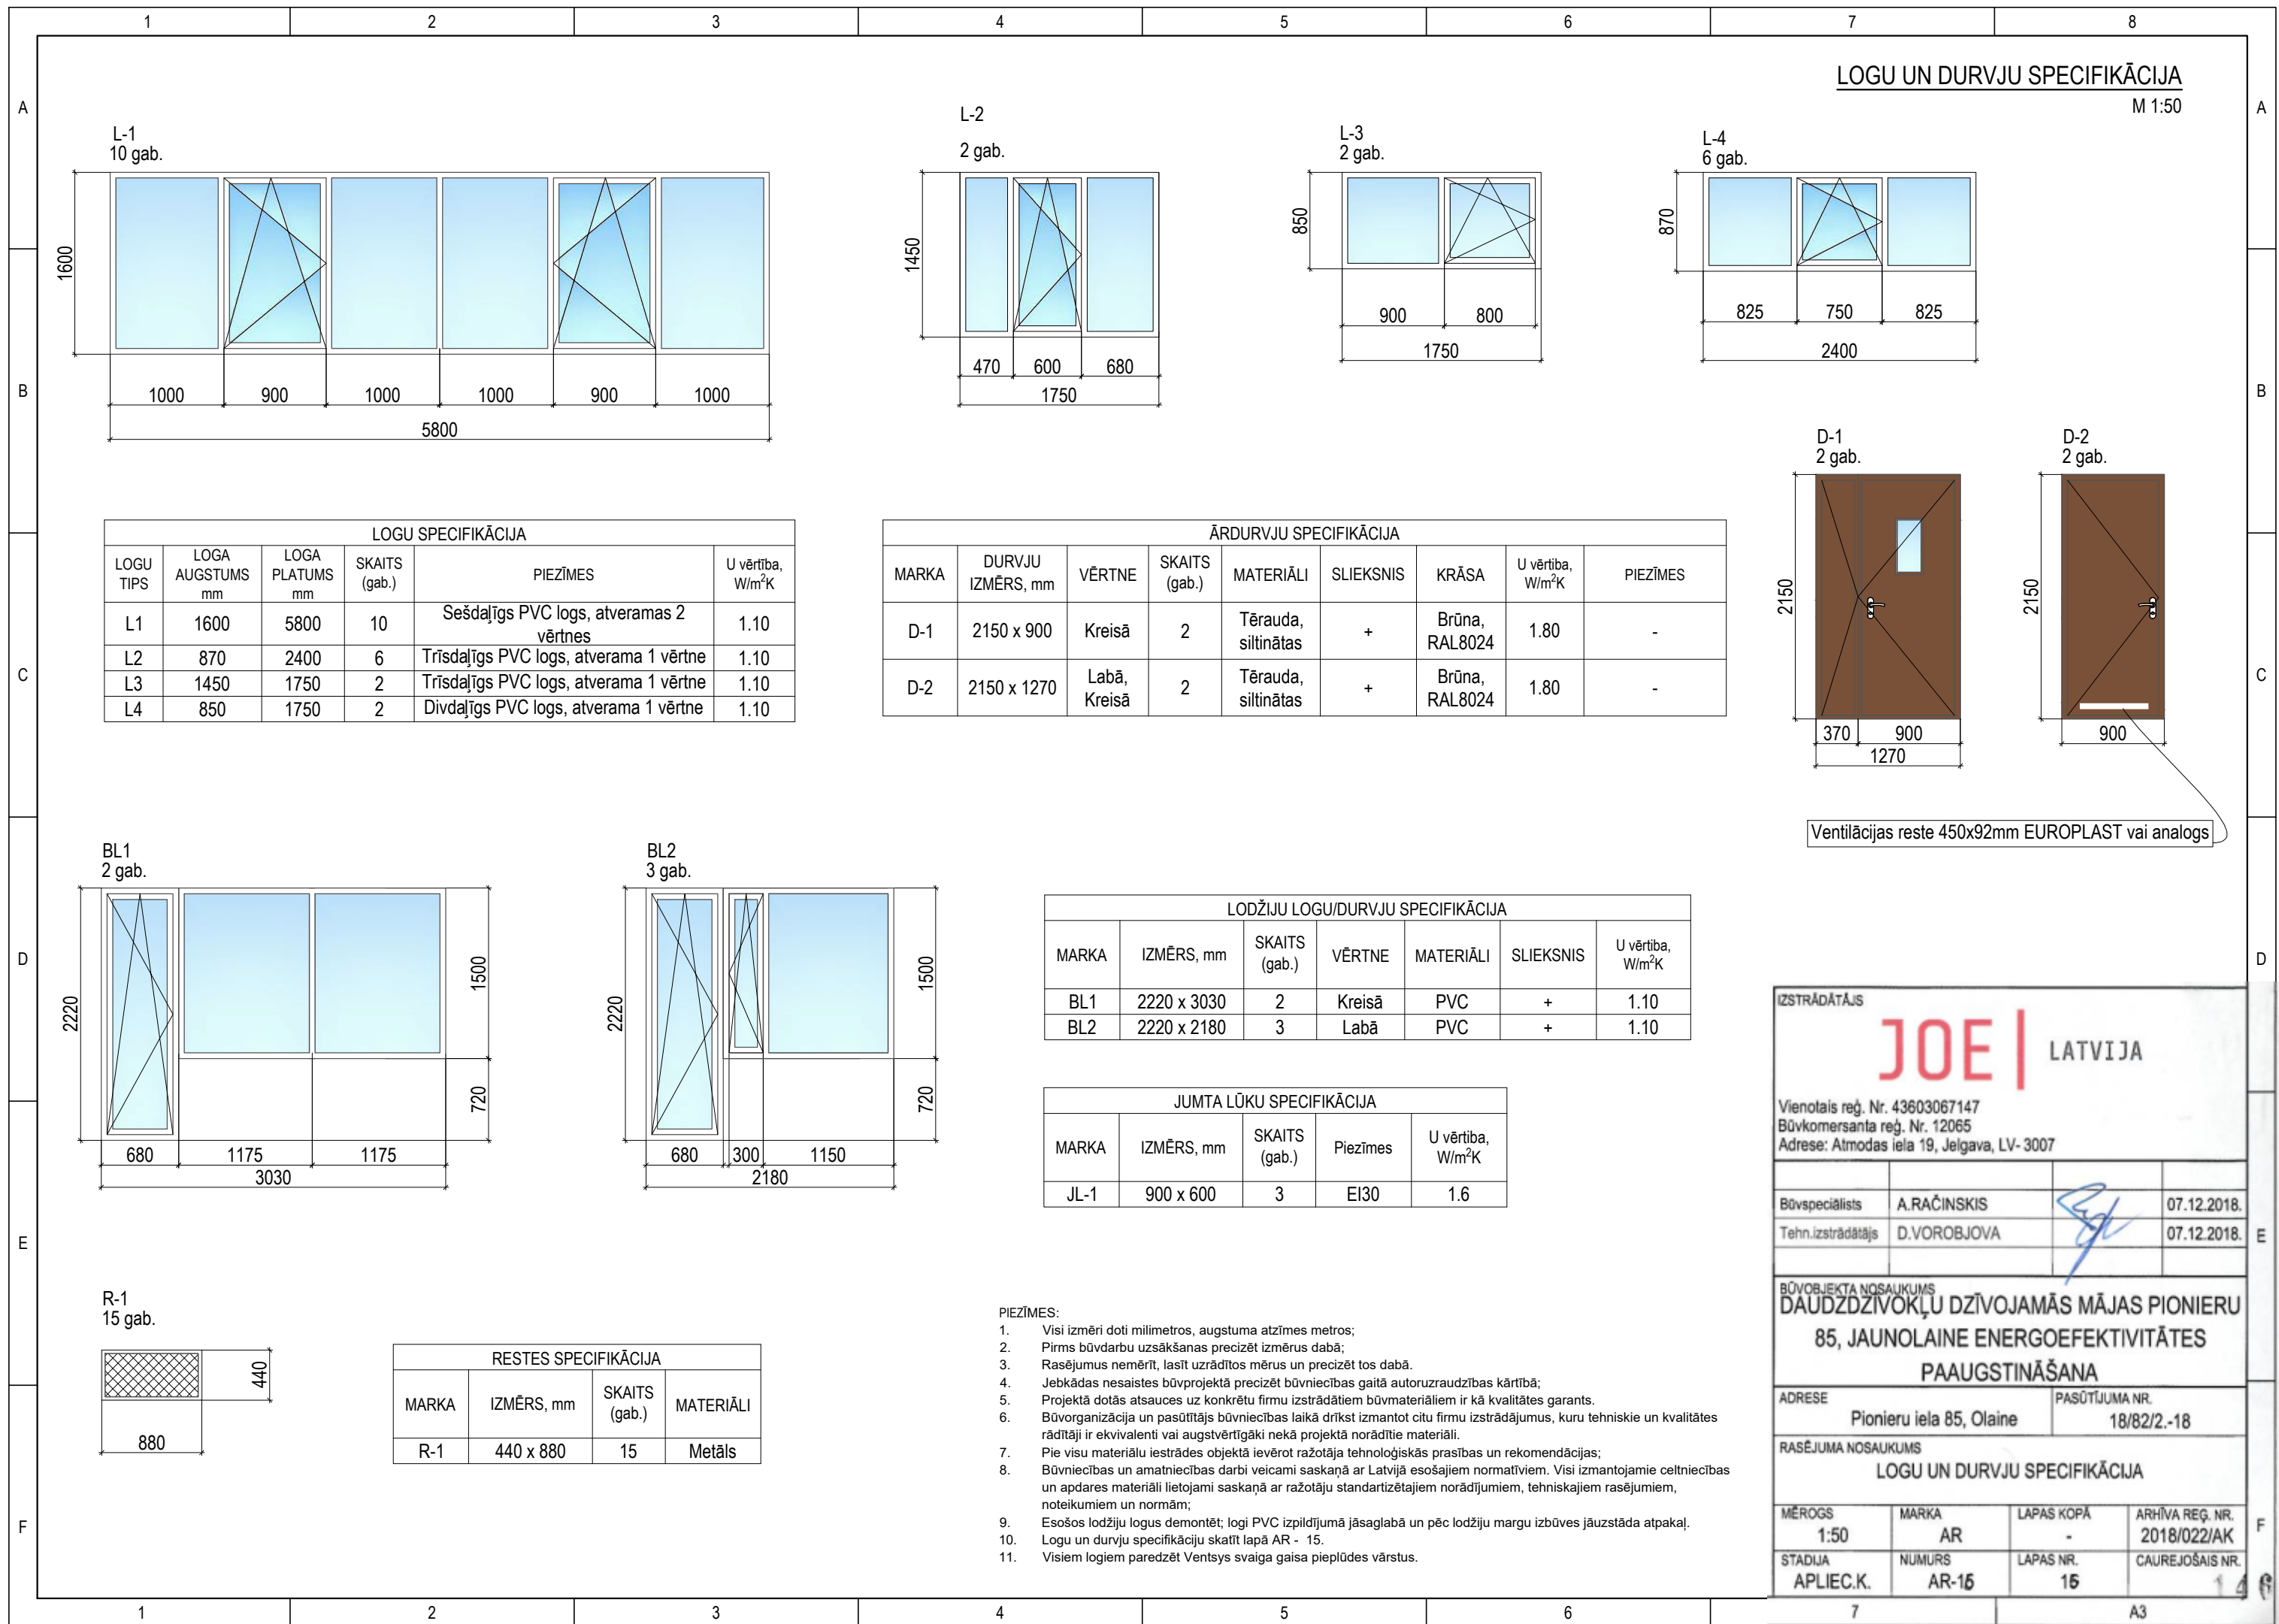 1 2 3 4 5 6 7 8
A A
B B
C C
D D
E E
F F
LOGU UN DURVJU SPECIFIKĀCIJA
M 1:50
L-1
10 gab.
1600
1000 900 1000 1000 900 1000
5800
L-2
2 gab.
1450
470 600 680
1750
L-3
2 gab.
850
900 800
1750
L-4
6 gab.
870
825 750 825
2400
D-1
2 gab.
2150
370 900
1270
D-2
2 gab.
2150
900
Ventilācijas reste 450x92mm EUROPLAST vai analogs
LOGU SPECIFIKĀCIJA
LOGU TIPS LOGA AUGSTUMS mm LOGA PLATUMS mm SKAITS (gab.) PIEZĪMES U vērtība, W/m²K
L1 1600 5800 10 Sešdaļīgs PVC logs, atveramas 2 vērtnes 1.10
L2 870 2400 6 Trīsdaļīgs PVC logs, atverama 1 vērtne 1.10
L3 1450 1750 2 Trīsdaļīgs PVC logs, atverama 1 vērtne 1.10
L4 850 1750 2 Divdaļīgs PVC logs, atverama 1 vērtne 1.10
ĀRDURVJU SPECIFIKĀCIJA
MARKA DURVJU IZMĒRS, mm VĒRTNE SKAITS (gab.) MATERIĀLI SLIEKSNIS KRĀSA U vērtība, W/m²K PIEZĪMES
D-1 2150 x 900 Kreisā 2 Tērauda, siltinātas + Brūna, RAL8024 1.80 -
D-2 2150 x 1270 Labā, Kreisā 2 Tērauda, siltinātas + Brūna, RAL8024 1.80 -
BL1
2 gab.
2220
1500
720
680 1175 1175
3030
BL2
3 gab.
2220
1500
720
680 300 1150
2180
LODŽIJU LOGU/DURVJU SPECIFIKĀCIJA
MARKA IZMĒRS, mm SKAITS (gab.) VĒRTNE MATERIĀLI SLIEKSNIS U vērtiba, W/m²K
BL1 2220 x 3030 2 Kreisā PVC + 1.10
BL2 2220 x 2180 3 Labā PVC + 1.10
JUMTA LŪKU SPECIFIKĀCIJA
MARKA IZMĒRS, mm SKAITS (gab.) Piezīmes U vērtiba, W/m²K
JL-1 900 x 600 3 EI30 1.6
R-1
15 gab.
440
880
RESTES SPECIFIKĀCIJA
MARKA IZMĒRS, mm SKAITS (gab.) MATERIĀLI
R-1 440 x 880 15 Metāls
PIEZĪMES:
1. Visi izmēri doti milimetros, augstuma atzīmes metros;
2. Pirms būvdarbu uzsākšanas precizēt izmērus dabā;
3. Rasējumus nemērīt, lasīt uzrādītos mērus un precizēt tos dabā.
4. Jebkādas nesaistes būvprojektā precizēt būvniecības gaitā autoruzraudzības kārtībā;
5. Projektā dotās atsauces uz konkrētu firmu izstrādātiem būvmateriāliem ir kā kvalitātes garants.
6. Būvorganizācija un pasūtītājs būvniecības laikā drīkst izmantot citu firmu izstrādājumus, kuru tehniskie un kvalitātes
rādītāji ir ekvivalenti vai augstvērtīgāki nekā projektā norādītie materiāli.
7. Pie visu materiālu iestrādes objektā ievērot ražotāja tehnoloģiskās prasības un rekomendācijas;
8. Būvniecības un amatniecības darbi veicami saskaņā ar Latvijā esošajiem normatīviem. Visi izmantojamie celtniecības
un apdares materiāli lietojami saskaņā ar ražotāju standartizētajiem norādījumiem, tehniskajiem rasējumiem,
noteikumiem un normām;
9. Esošos lodžiju logus demontēt; logi PVC izpildījumā jāsaglabā un pēc lodžiju margu izbūves jāuzstāda atpakaļ.
10. Logu un durvju specifikāciju skatīt lapā AR - 15.
11. Visiem logiem paredzēt Ventsys svaiga gaisa pieplūdes vārstus.
IZSTRĀDĀTĀJS
JOE LATVIJA
Vienotais reģ. Nr. 43603067147
Būvkomersanta reģ. Nr. 12065
Adrese: Atmodas iela 19, Jelgava, LV- 3007
Būvspeciālists A.RAČINSKIS 07.12.2018.
Tehn.izstrādātājs D.VOROBJOVA 07.12.2018.
BŪVOBJEKTA NOSAUKUMS
DAUDZDZĪVOKĻU DZĪVOJAMĀS MĀJAS PIONIERU
85, JAUNOLAINE ENERGOEFEKTIVITĀTES
PAAUGSTINĀŠANA
ADRESE PASŪTĪJUMA NR.
Pionieru iela 85, Olaine 18/82/2.-18
RASĒJUMA NOSAUKUMS
LOGU UN DURVJU SPECIFIKĀCIJA
MĒROGS MARKA LAPAS KOPĀ ARHĪVA REĢ. NR.
1:50 AR - 2018/022/AK
STADIJA NUMURS LAPAS NR. CAUREJOŠAIS NR.
APLIEC.K. AR-15 15 146
1 2 3 4 5 6 7 A3